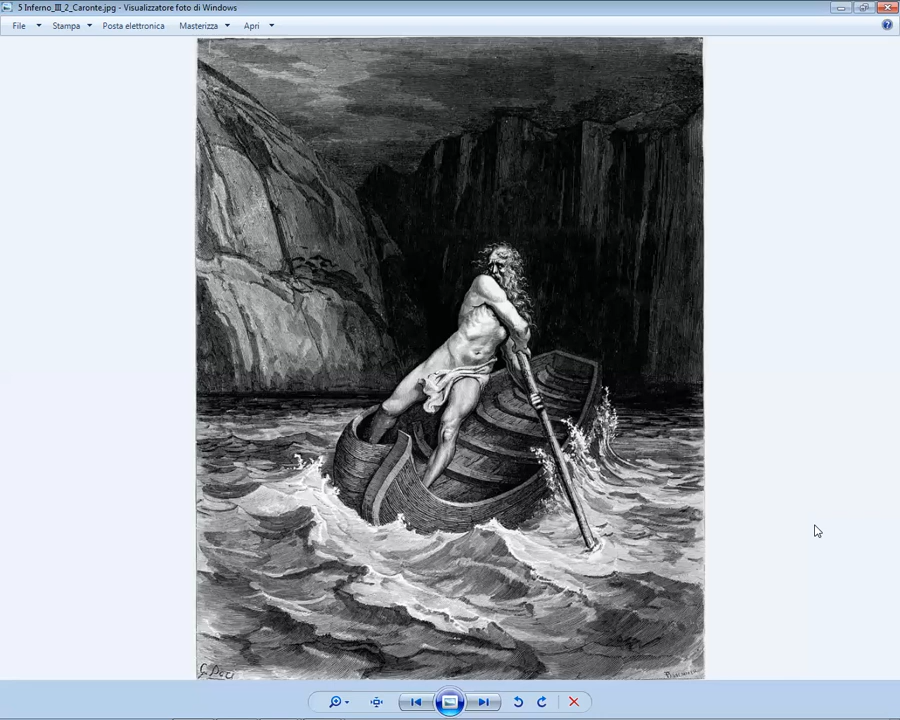 5 Inferno_III_2_Caronte.jpg - Visualizzatore foto di Windows
File Stampa Posta elettronica Masterizza Apri
G. Doré